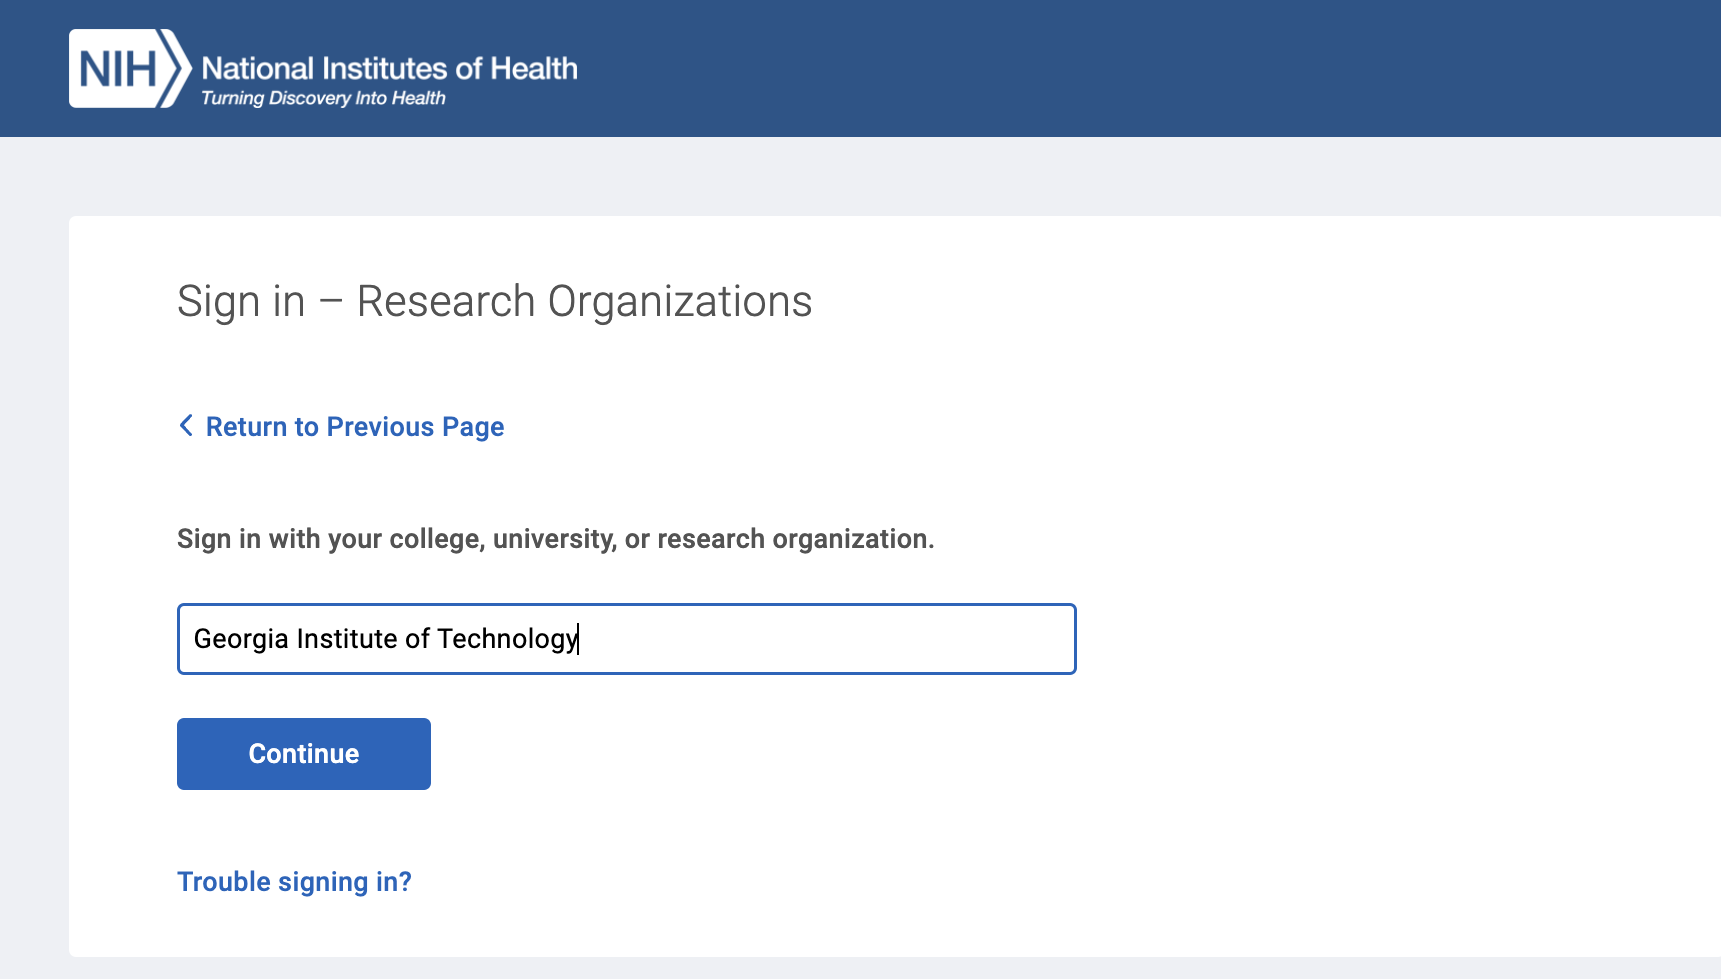 NIH
National Institutes of Health
Turning Discovery Into Health
Sign in – Research Organizations
Return to Previous Page
Sign in with your college, university, or research organization.
Georgia Institute of Technology
Continue
Trouble signing in?